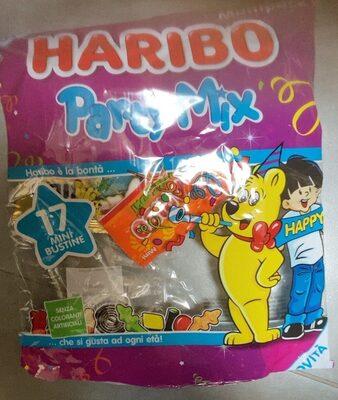 HARIBO
Party Mix
Haribo è la bontà ...
17
MINI
BUSTINE
HAPPY
SENZA
COLORANTI
ARTIFICIALI
... che si gusta ad ogni età!
NOVITÀ